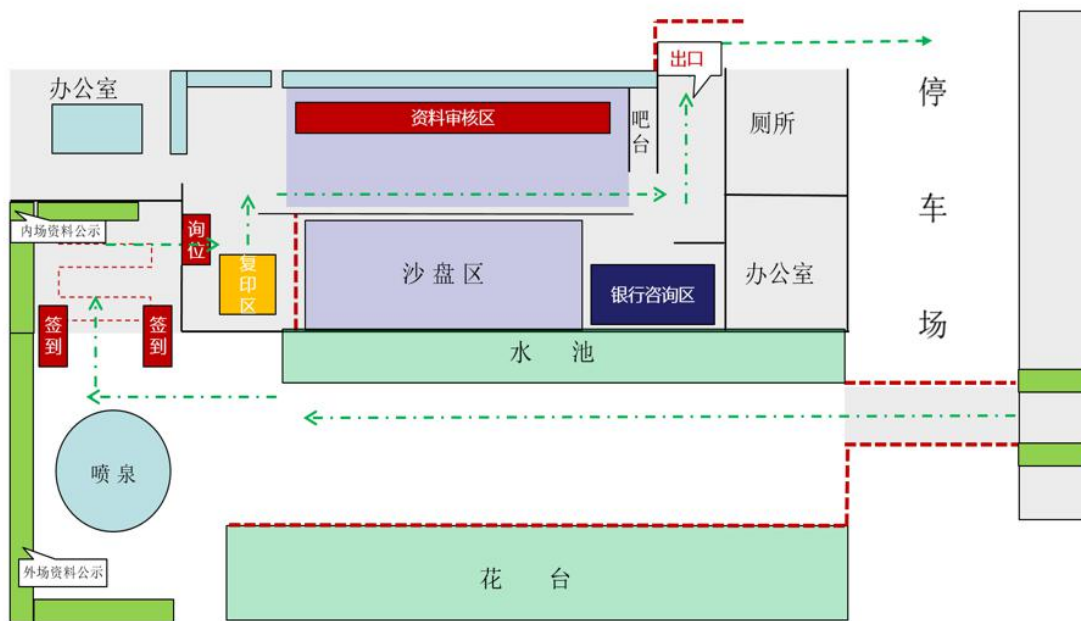 出口
办公室
停
资料审核区
吧台
厕所
车
询位
内场资料公示
复印区
沙盘区
办公室
银行咨询区
签到
签到
场
水 池
喷泉
外场资料公示
花 台